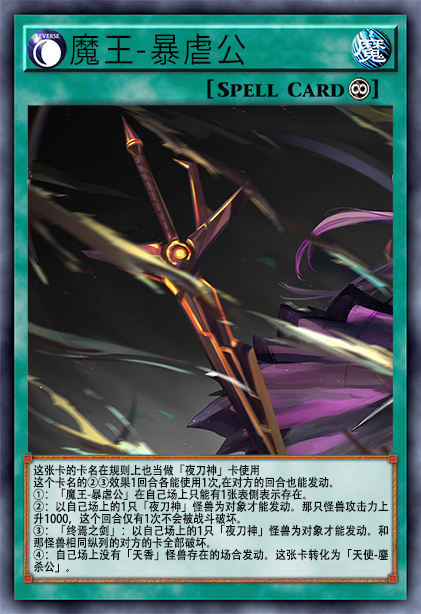 REVERSE
魔王-暴虐公
魔
[SPELL CARD]
这张卡的卡名在规则上也当做「夜刀神」卡使用
这个卡名的②③效果1回合各能使用1次,在对方的回合也能发动。
①：「魔王-暴虐公」在自己场上只能有1张表侧表示存在。
②：以自己场上的1只「夜刀神」怪兽为对象才能发动。那只怪兽攻击力上
升1000，这个回合仅有1次不会被战斗破坏。
③：「终焉之剑」：以自己场上的1只「夜刀神」怪兽为对象才能发动。和
那怪兽相同纵列的对方的卡全部破坏。
④：自己场上没有「天香」怪兽存在的场合发动。这张卡转化为「天使-鏖
杀公」。